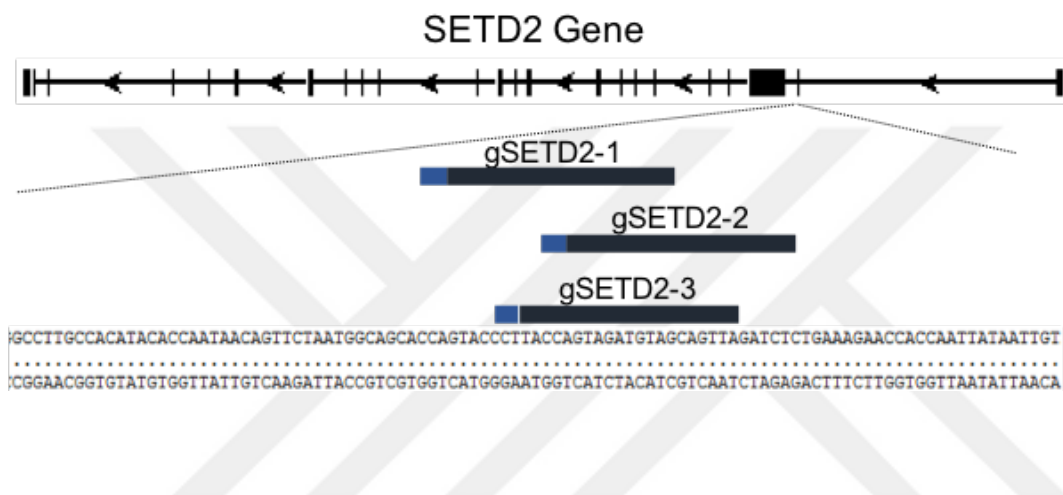 SETD2 Gene
gSETD2-1
gSETD2-2
gSETD2-3
GCCTTGCCACATACACCAATAACAGTTCTAATGGCAGCACCAGTACCCTTACCAGTAGATGTAGCAGTTAGATCTCTGAAAGAACCACCAATTATAATTGT
CGGAACGGTGTATGTGGTTATTGTCAAGATTACCGTCGTGGTCATGGGAATGGTCATCTACATCGTCAATCTAGAGACTTTCTTGGTGGTTAATATTAACA